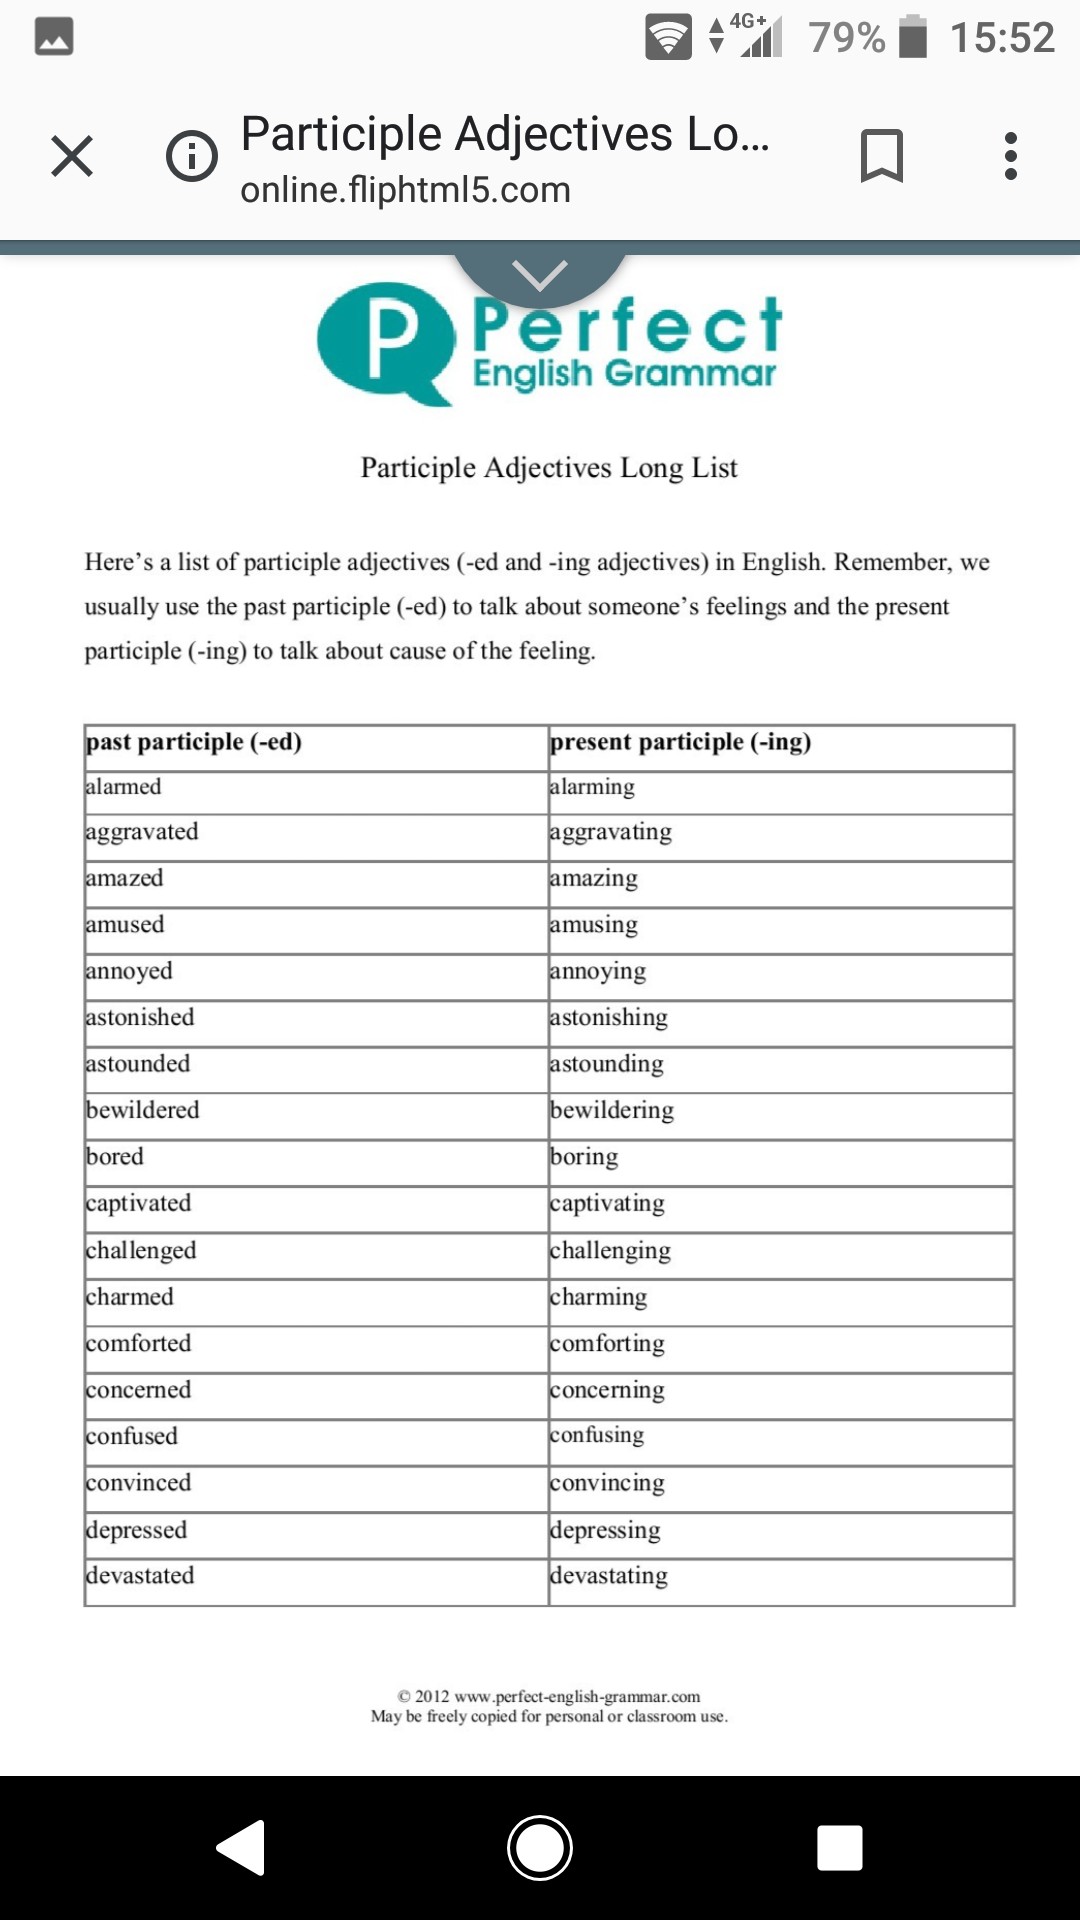 4G+ 79% 15:52
Participle Adjectives Lo...
online.fliphtml5.com
P Perfect
English Grammar
Participle Adjectives Long List
Here’s a list of participle adjectives (-ed and -ing adjectives) in English. Remember, we
usually use the past participle (-ed) to talk about someone’s feelings and the present
participle (-ing) to talk about cause of the feeling.
past participle (-ed) present participle (-ing)
alarmed alarming
aggravated aggravating
amazed amazing
amused amusing
annoyed annoying
astonished astonishing
astounded astounding
bewildered bewildering
bored boring
captivated captivating
challenged challenging
charmed charming
comforted comforting
concerned concerning
confused confusing
convinced convincing
depressed depressing
devastated devastating
© 2012 www.perfect-english-grammar.com
May be freely copied for personal or classroom use.